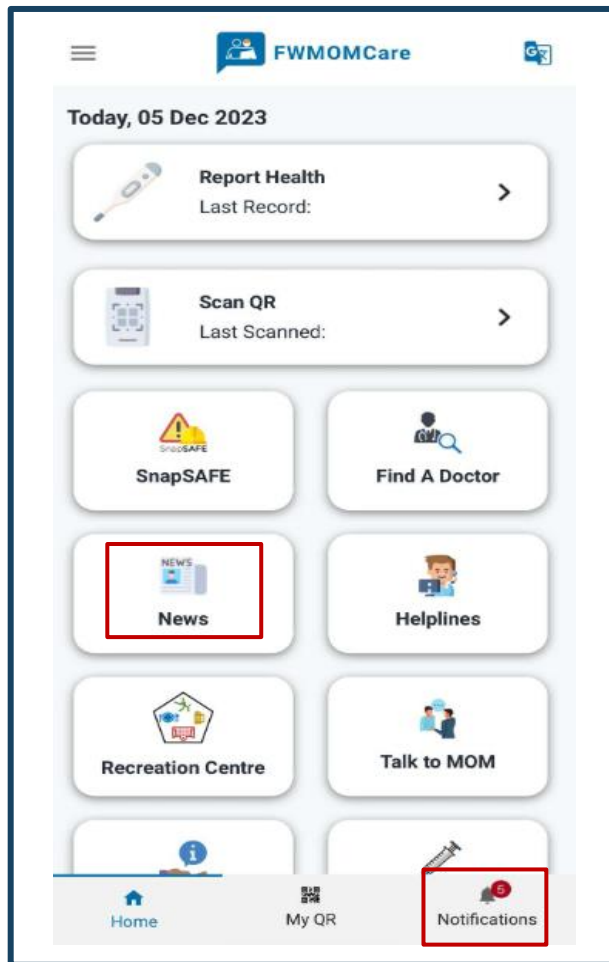 FWMOMCare
Today, 05 Dec 2023
Report Health
Last Record:
Scan QR
Last Scanned:
SnapSAFE
SnapSAFE
Find A Doctor
NEWS
News
Helplines
Recreation Centre
Talk to MOM
5
Home
My QR
Notifications